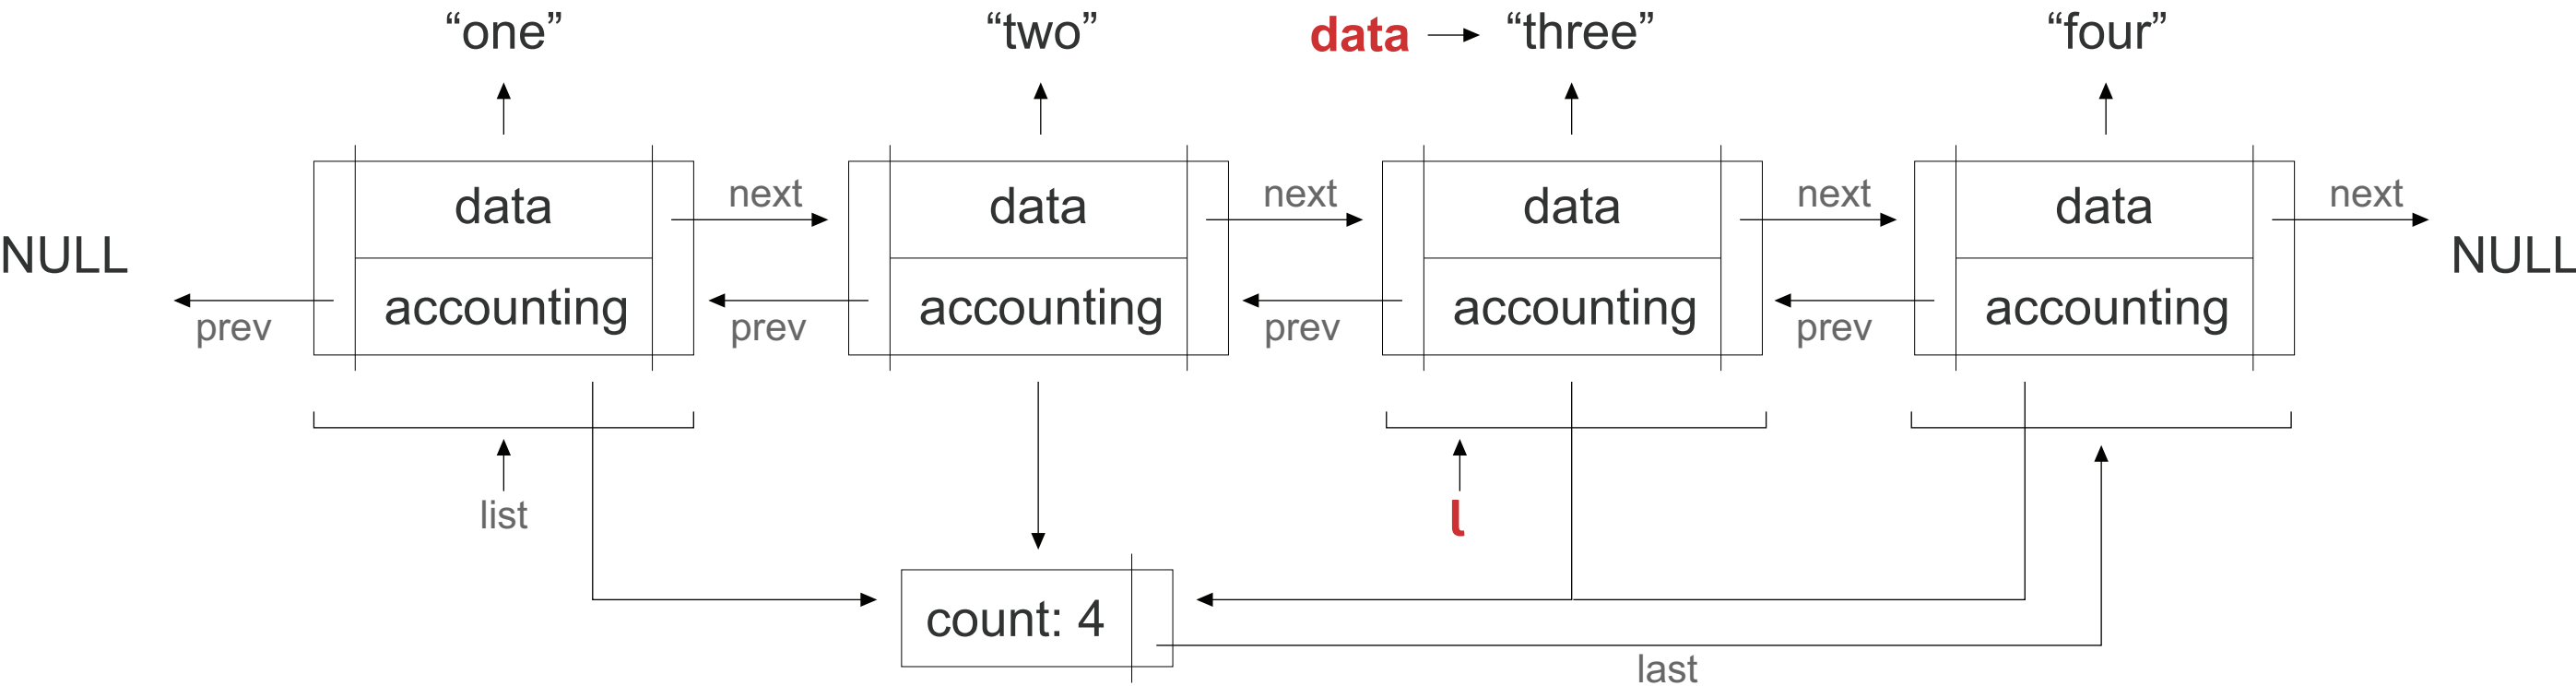 “one” “two” data “three” “four”
next next next next
data data data data
NULL NULL
accounting accounting accounting accounting
prev prev prev prev
list l
count: 4
last